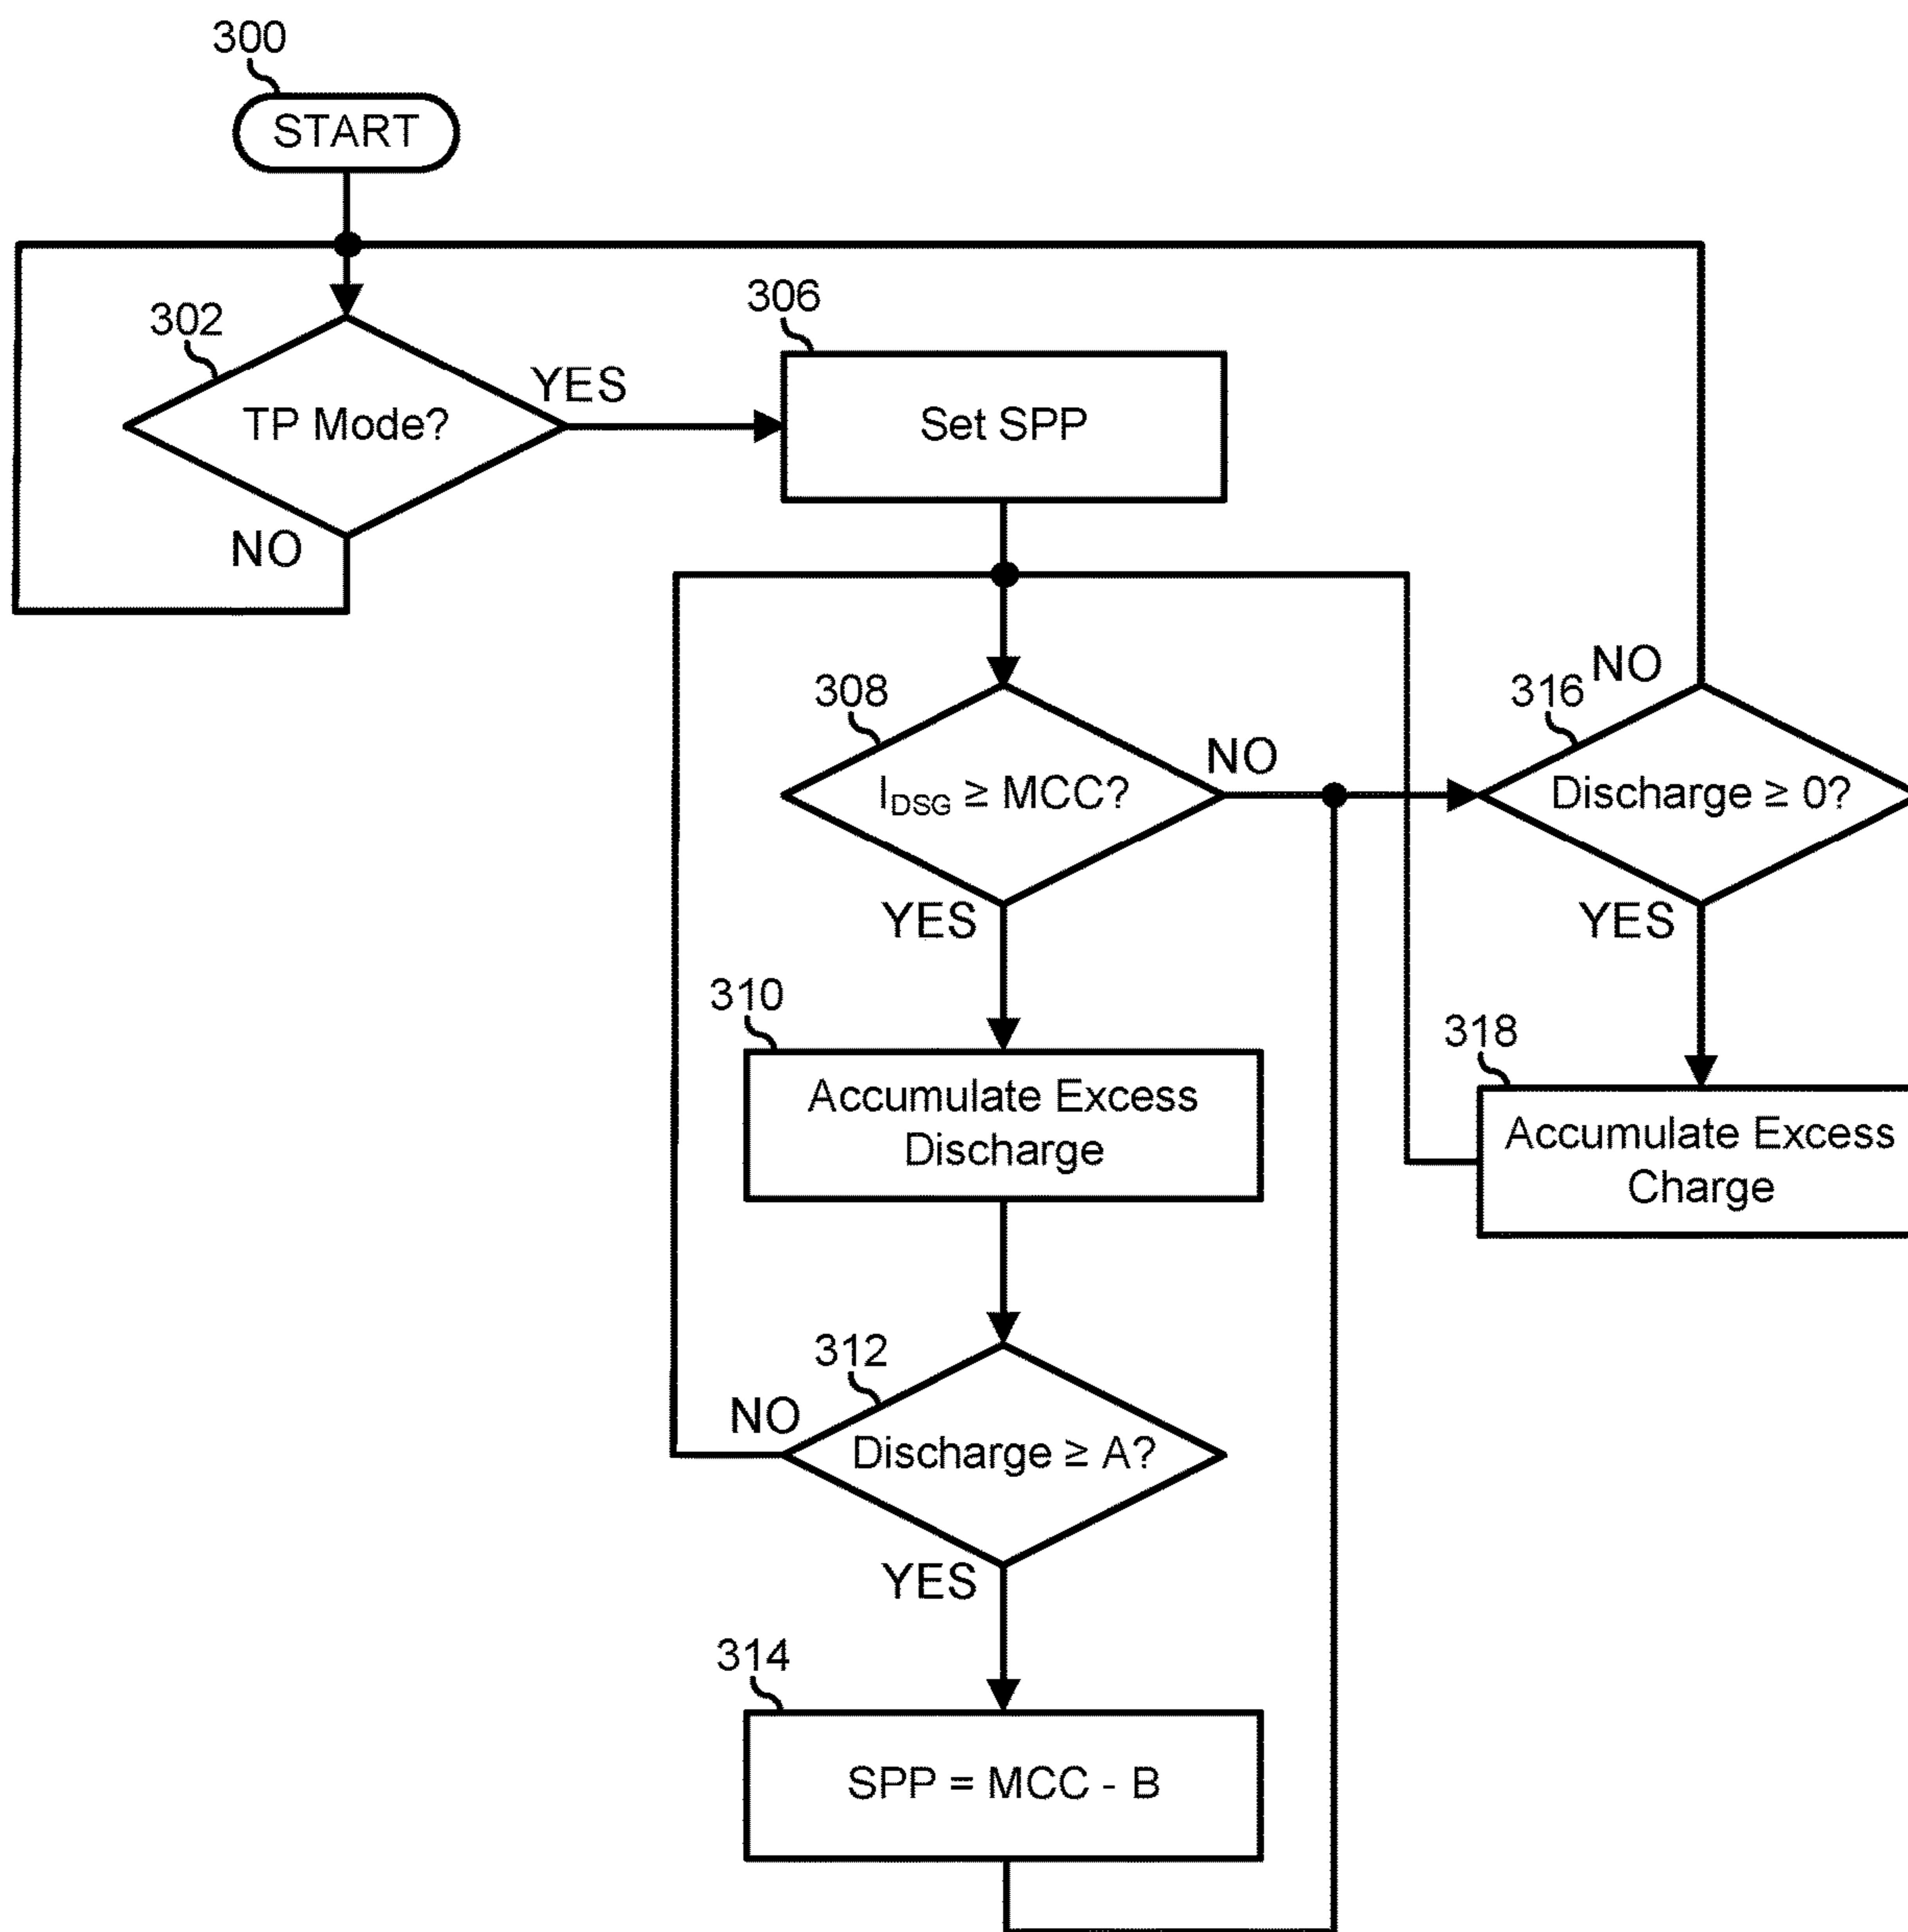 300
START
302
TP Mode?
YES
NO
306
Set SPP
308
I_DSG ≥ MCC?
NO
YES
316
NO
Discharge ≥ 0?
YES
310
Accumulate Excess
Discharge
318
Accumulate Excess
Charge
312
NO
Discharge ≥ A?
YES
314
SPP = MCC - B